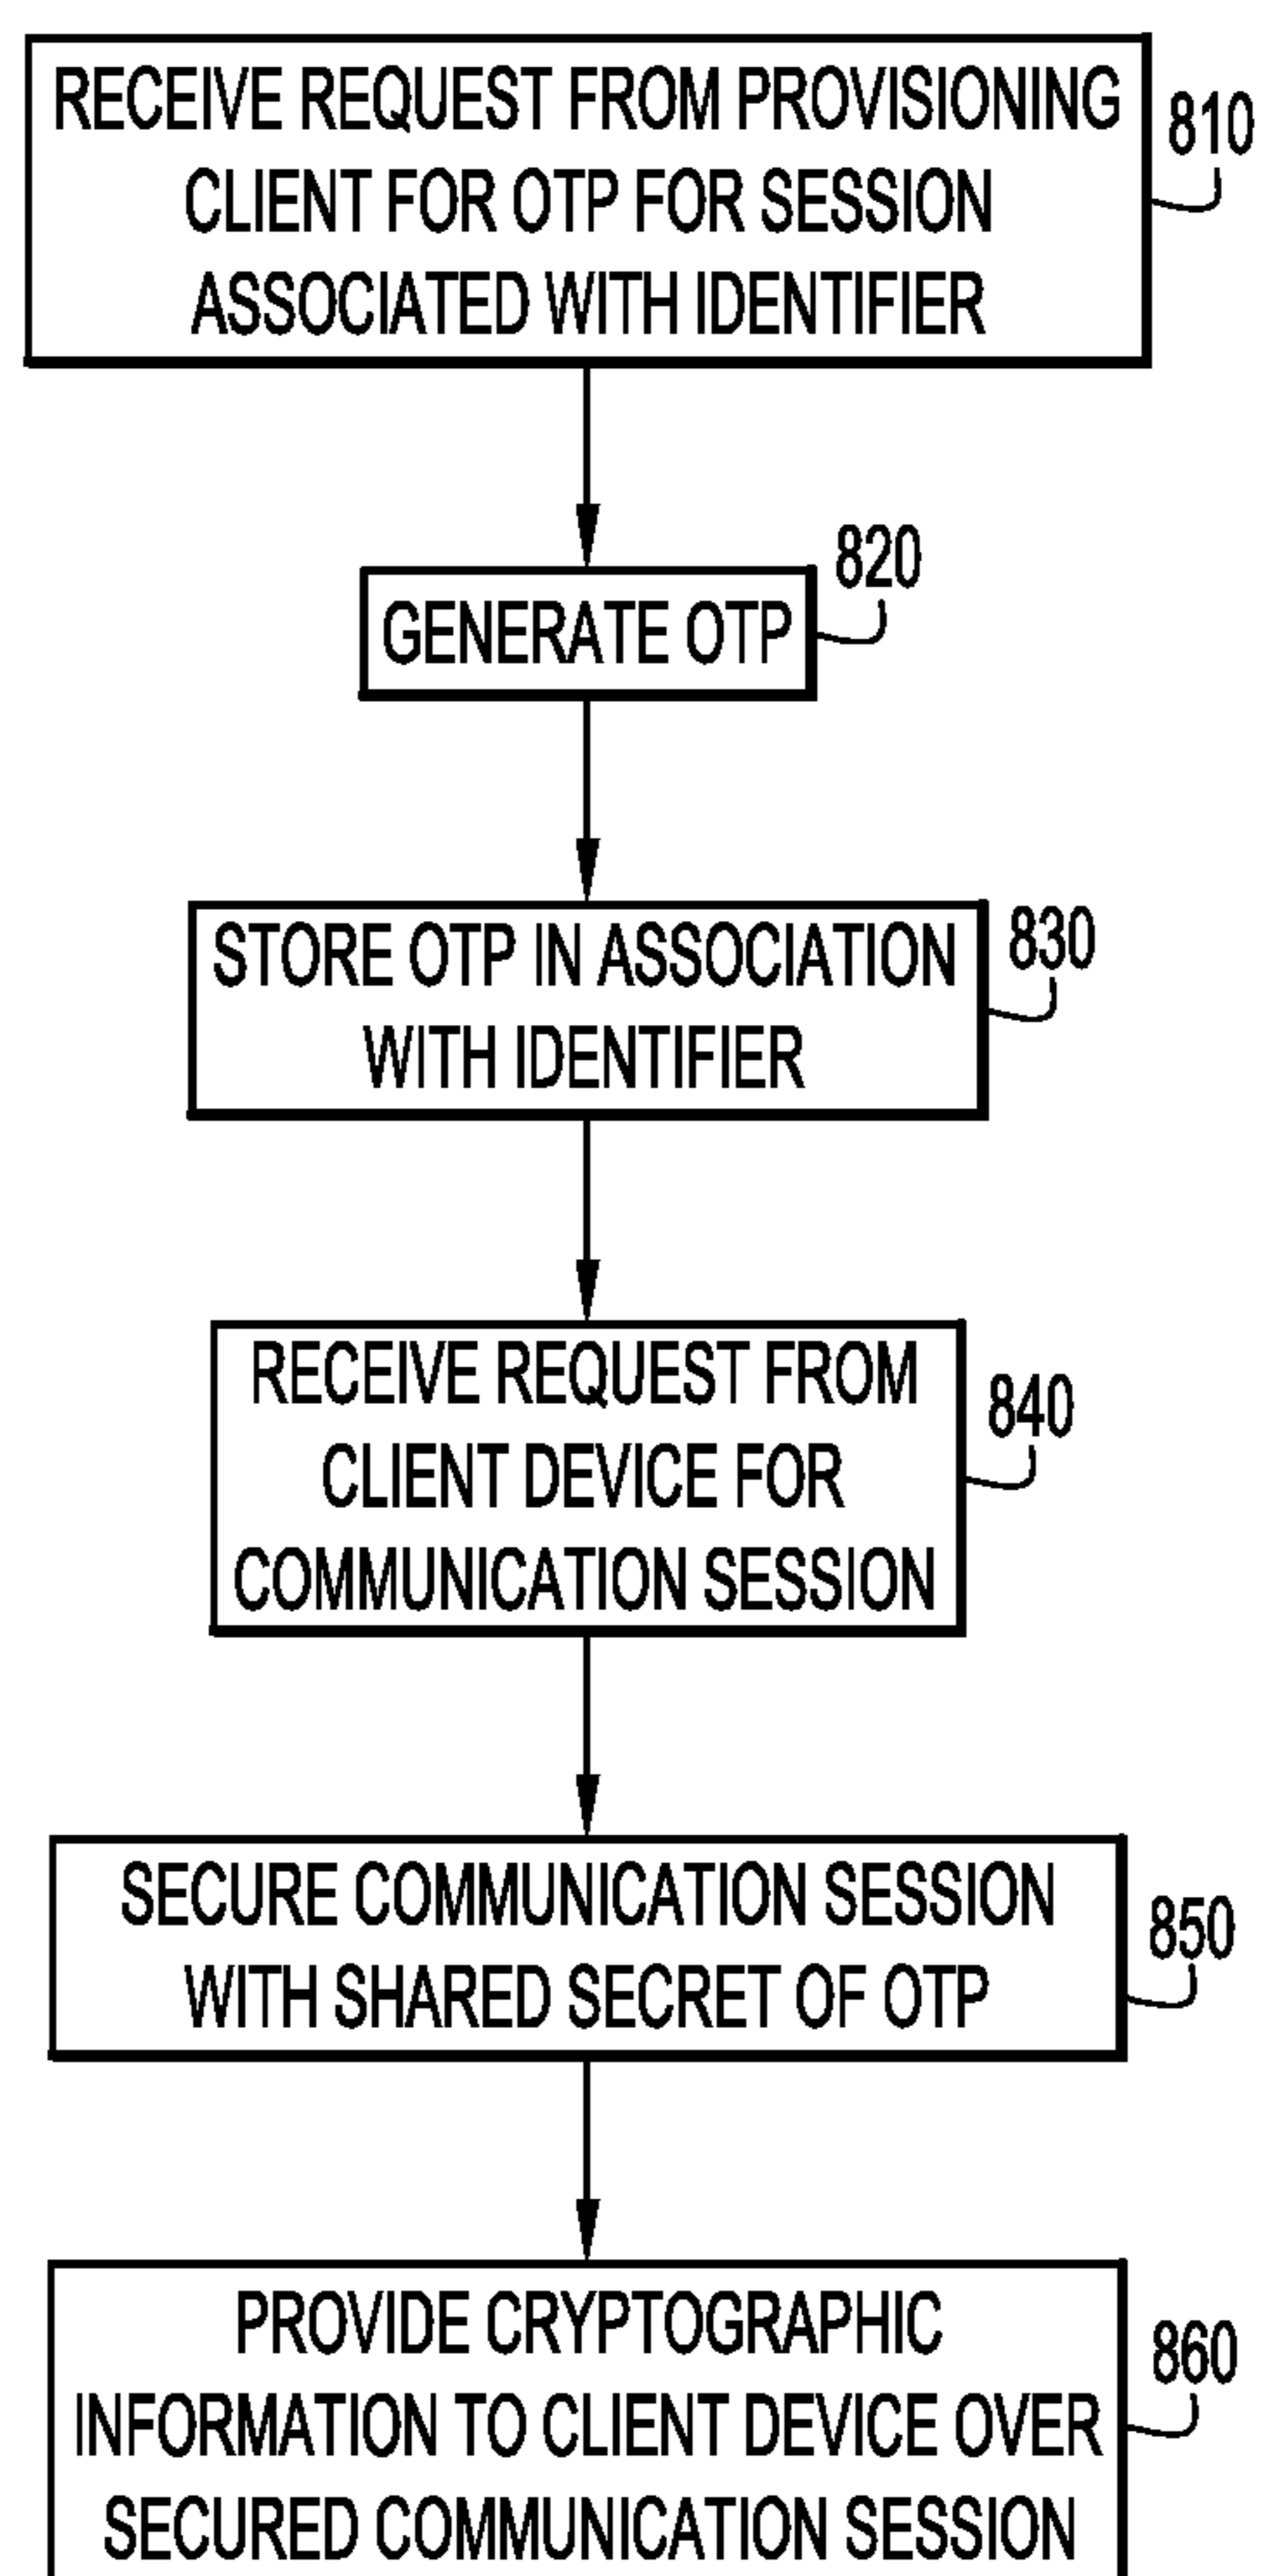 RECEIVE REQUEST FROM PROVISIONING
CLIENT FOR OTP FOR SESSION
ASSOCIATED WITH IDENTIFIER
810
GENERATE OTP
820
STORE OTP IN ASSOCIATION
WITH IDENTIFIER
830
RECEIVE REQUEST FROM
CLIENT DEVICE FOR
COMMUNICATION SESSION
840
SECURE COMMUNICATION SESSION
WITH SHARED SECRET OF OTP
850
PROVIDE CRYPTOGRAPHIC
INFORMATION TO CLIENT DEVICE OVER
SECURED COMMUNICATION SESSION
860